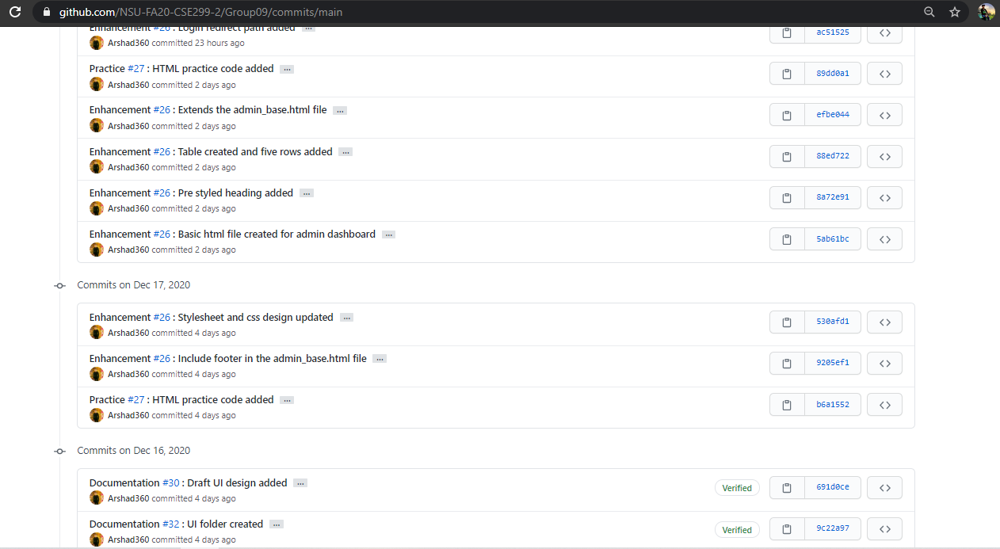 github.com/NSU-FA20-CSE299-2/Group09/commits/main
Enhancement #26 : Login redirect path added ...
ac51525
Arshad360 committed 23 hours ago
Practice #27 : HTML practice code added ...
89dd0a1
Arshad360 committed 2 days ago
Enhancement #26 : Extends the admin_base.html file ...
efbe044
Arshad360 committed 2 days ago
Enhancement #26 : Table created and five rows added ...
88ed722
Arshad360 committed 2 days ago
Enhancement #26 : Pre styled heading added ...
8a72e91
Arshad360 committed 2 days ago
Enhancement #26 : Basic html file created for admin dashboard ...
5ab61bc
Arshad360 committed 2 days ago
Commits on Dec 17, 2020
Enhancement #26 : Stylesheet and css design updated ...
530afd1
Arshad360 committed 4 days ago
Enhancement #26 : Include footer in the admin_base.html file ...
9205ef1
Arshad360 committed 4 days ago
Practice #27 : HTML practice code added ...
b6a1552
Arshad360 committed 4 days ago
Commits on Dec 16, 2020
Documentation #30 : Draft UI design added ...
Verified 691d0ce
Arshad360 committed 4 days ago
Documentation #32 : UI folder created ...
Verified 9c22a97
Arshad360 committed 4 days ago